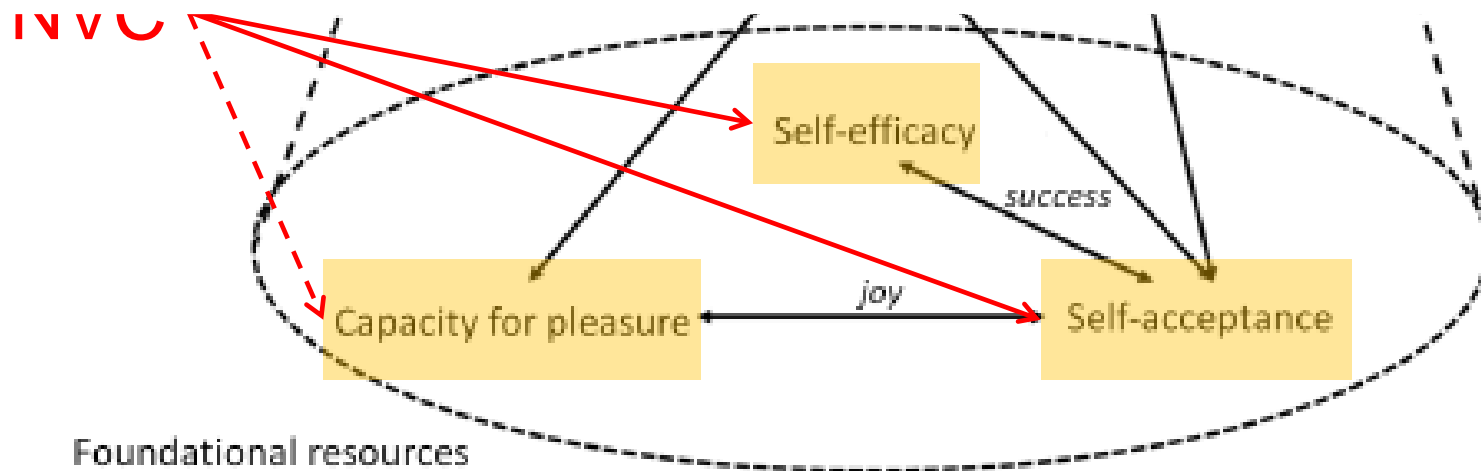 NVC
Self-efficacy
success
joy
Capacity for pleasure
Self-acceptance
Foundational resources